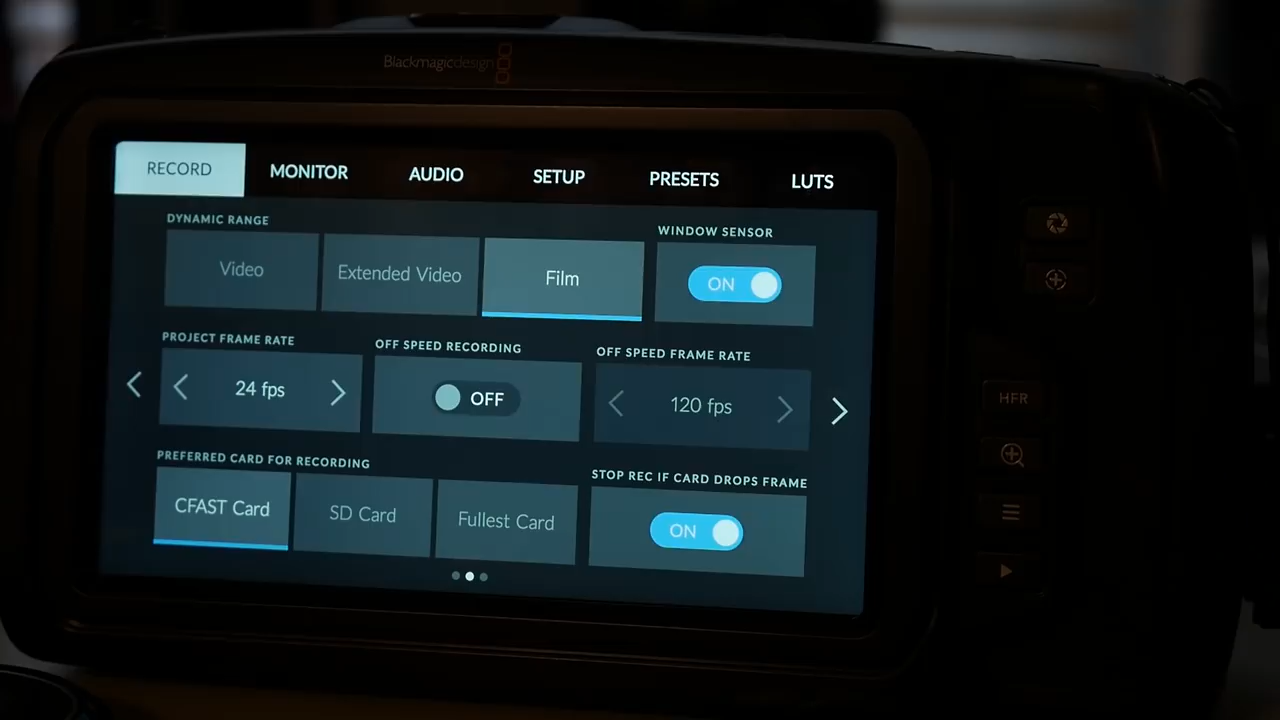 Blackmagicdesign
RECORD MONITOR AUDIO SETUP PRESETS LUTS
DYNAMIC RANGE WINDOW SENSOR
Video Extended Video Film ON
PROJECT FRAME RATE OFF SPEED RECORDING OFF SPEED FRAME RATE
24 fps OFF 120 fps
HFR
PREFERRED CARD FOR RECORDING STOP REC IF CARD DROPS FRAME
CFAST Card SD Card Fullest Card ON